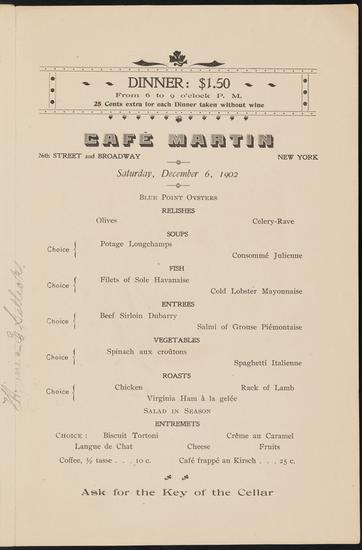 DINNER: $1.50
From 6 to 9 o'clock P. M.
25 Cents extra for each Dinner taken without wine
CAFÉ MARTIN
26th STREET and BROADWAY NEW YORK
Saturday, December 6, 1902
BLUE POINT OYSTERS
RELISHES
Olives Celery-Rave
SOUPS
Choice { Potage Longchamps
Consommé Julienne
FISH
Choice { Filets of Sole Havanaise
Cold Lobster Mayonnaise
ENTREES
Choice { Beef Sirloin Dubarry
Salmi of Grouse Piémontaise
VEGETABLES
Choice { Spinach aux croûtons
Spaghetti Italienne
ROASTS
Choice { Chicken Rack of Lamb
Virginia Ham à la gelée
SALAD IN SEASON
ENTREMETS
CHOICE : Biscuit Tortoni Crême au Caramel
Langue de Chat Cheese Fruits
Coffee, ½ tasse . . . 10 c. Café frappé au Kirsch . . . 25 c.
Ask for the Key of the Cellar